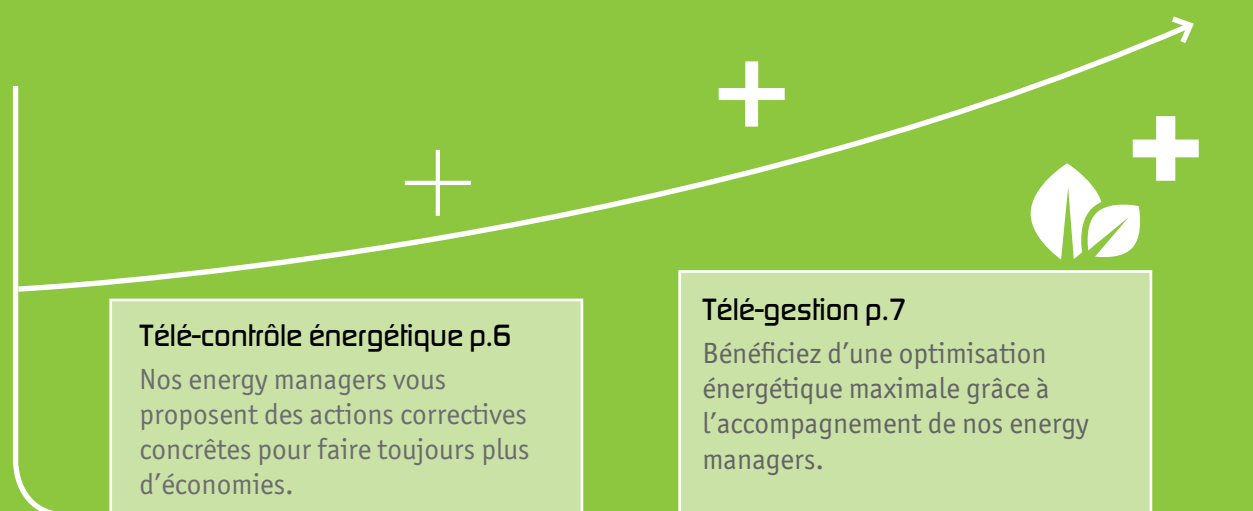 Télé-contrôle énergétique p.6
Nos energy managers vous
proposent des actions correctives
concrêtes pour faire toujours plus
d'économies.
Télé-gestion p.7
Bénéficiez d'une optimisation
énergétique maximale grâce à
l'accompagnement de nos energy
managers.